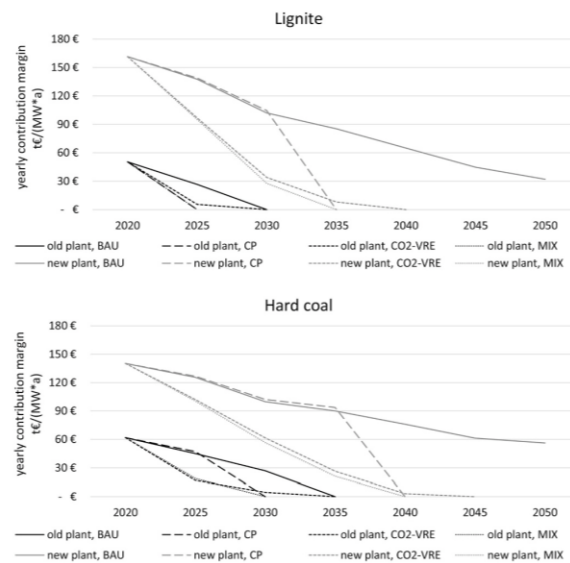 Lignite
yearly contribution margin
t€/(MW*a)
180 €
150 €
120 €
90 €
60 €
30 €
- €
2020 2025 2030 2035 2040 2045 2050
old plant, BAU old plant, CP old plant, CO2-VRE old plant, MIX
new plant, BAU new plant, CP new plant, CO2-VRE new plant, MIX
Hard coal
yearly contribution margin
t€/(MW*a)
180 €
150 €
120 €
90 €
60 €
30 €
- €
2020 2025 2030 2035 2040 2045 2050
old plant, BAU old plant, CP old plant, CO2-VRE old plant, MIX
new plant, BAU new plant, CP new plant, CO2-VRE new plant, MIX